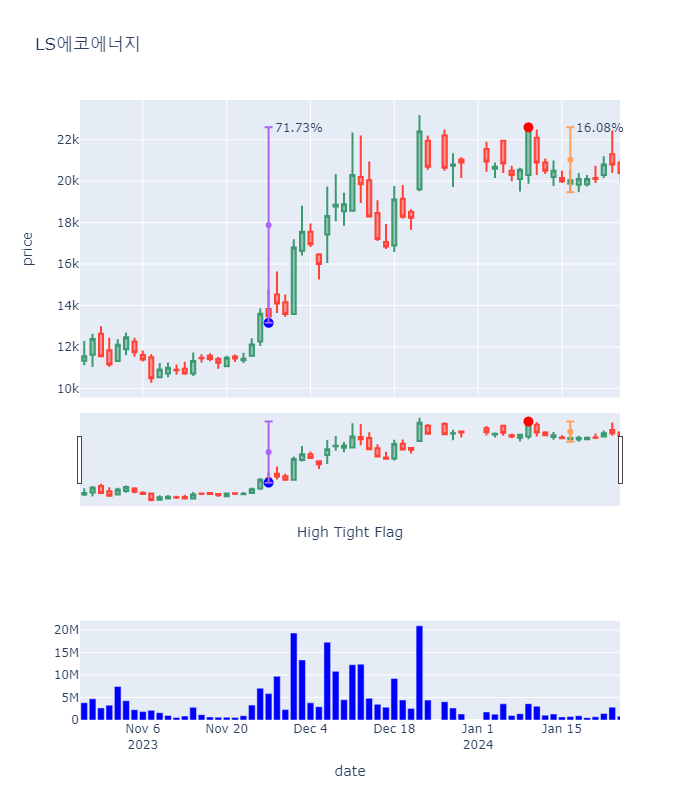 LS에코에너지
71.73%
16.08%
22k
20k
18k
16k
14k
12k
10k
price
High Tight Flag
20M
15M
10M
5M
0
Nov 6
2023
Nov 20
Dec 4
Dec 18
Jan 1
2024
Jan 15
date